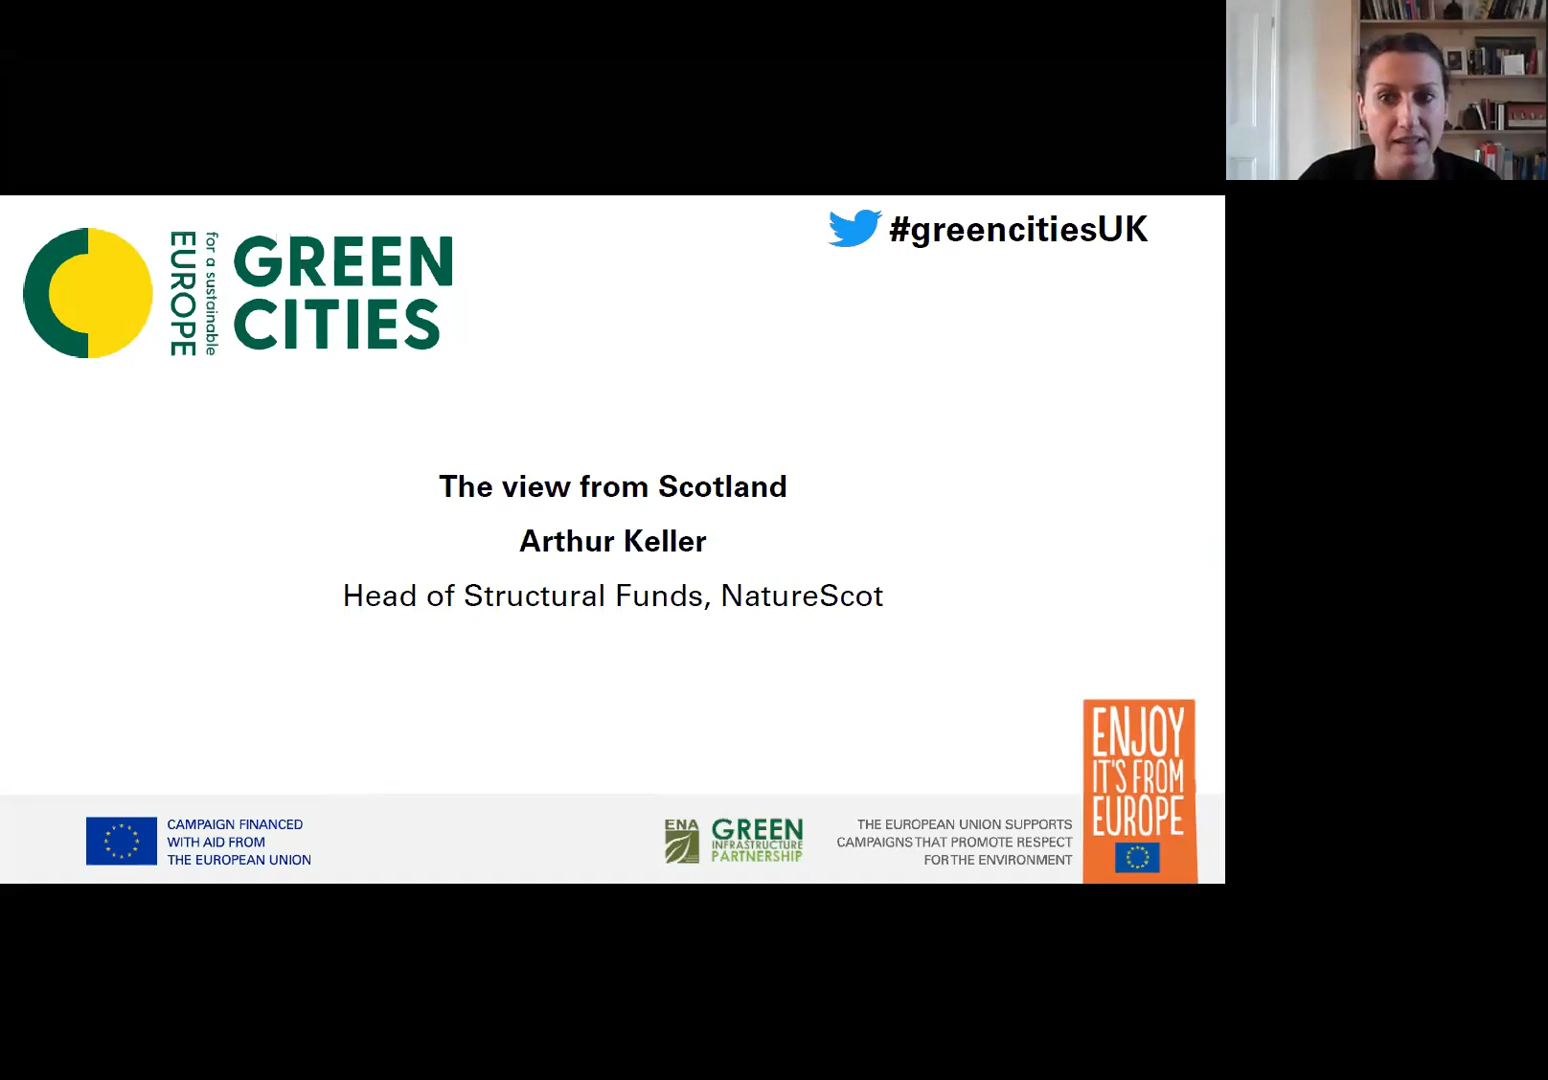 #greencitiesUK
EUROPE
for a sustainable
GREEN
CITIES
The view from Scotland
Arthur Keller
Head of Structural Funds, NatureScot
ENJOY
IT'S FROM
EUROPE
CAMPAIGN FINANCED
WITH AID FROM
THE EUROPEAN UNION
ENA
GREEN
INFRASTRUCTURE
PARTNERSHIP
THE EUROPEAN UNION SUPPORTS
CAMPAIGNS THAT PROMOTE RESPECT
FOR THE ENVIRONMENT